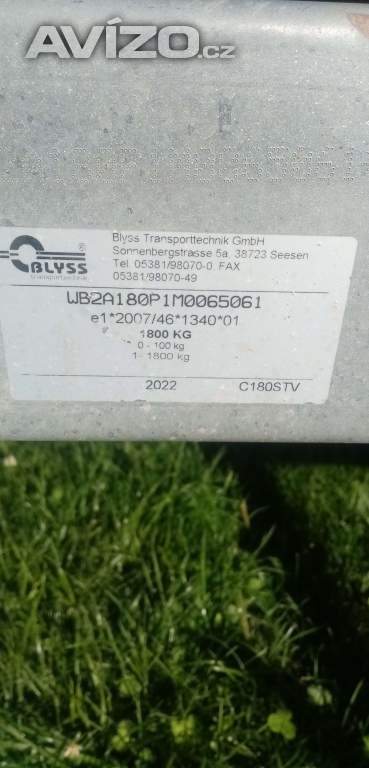 AVÍZO.cz
BLYSS
transporttechnik
Blyss Transporttechnik GmbH
Sonnenbergstrasse 5a, 38723 Seesen
Tel. 05381/98070-0, FAX
05381/98070-49
WB2A180P1M0065061
e1*2007/46*1340*01
1800 KG
0 - 100 kg
1- 1800 kg
2022 C180STV